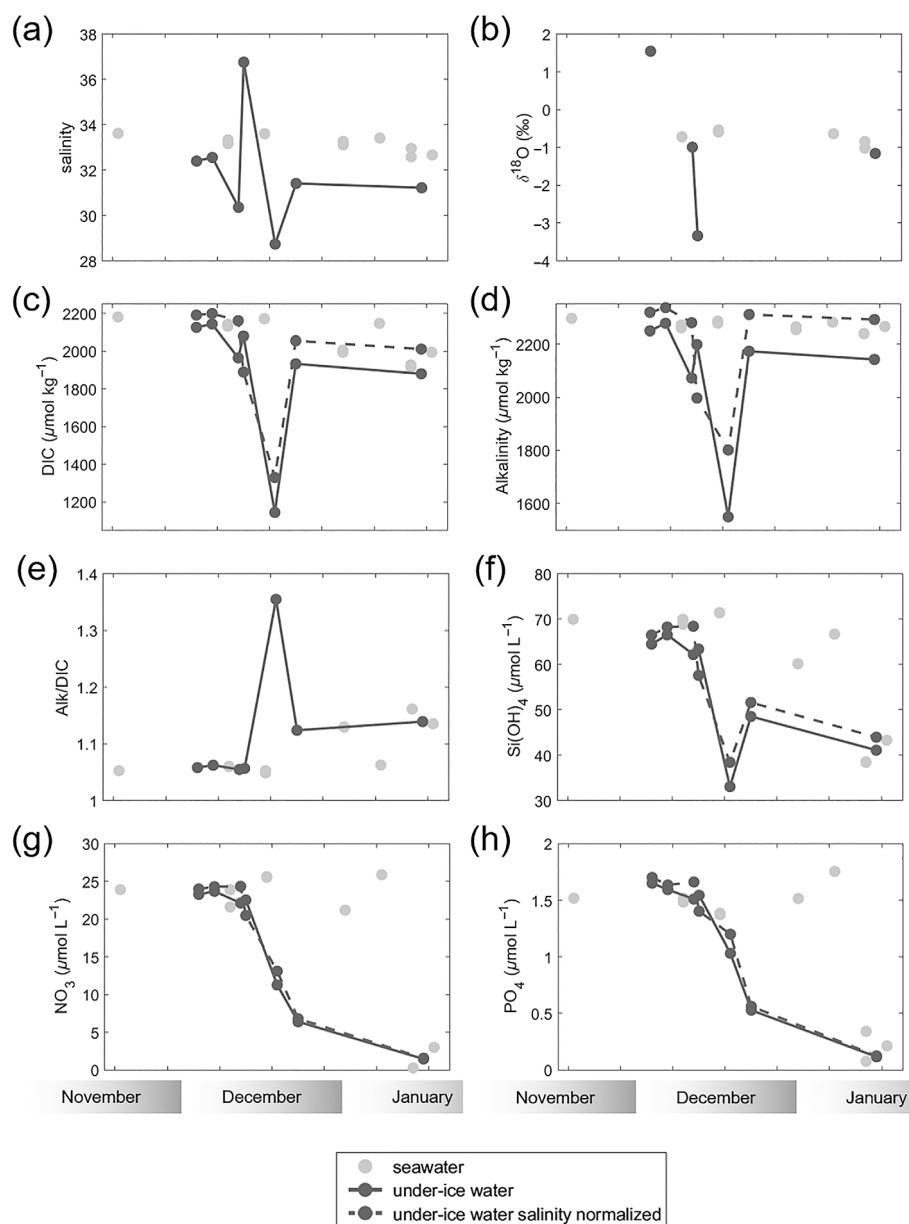 (a)
38
36
34
32
30
28
salinity
(b)
2
1
0
−1
−2
−3
−4
δ¹⁸O (‰)
(c)
2200
2000
1800
1600
1400
1200
DIC (μmol kg⁻¹)
(d)
2200
2000
1800
1600
Alkalinity (μmol kg⁻¹)
(e)
1.4
1.3
1.2
1.1
1
Alk/DIC
(f)
80
70
60
50
40
30
Si(OH)₄ (μmol L⁻¹)
(g)
30
25
20
15
10
5
0
NO₃ (μmol L⁻¹)
(h)
2
1.5
1
0.5
0
PO₄ (μmol L⁻¹)
November December January
November December January
seawater
under-ice water
under-ice water salinity normalized